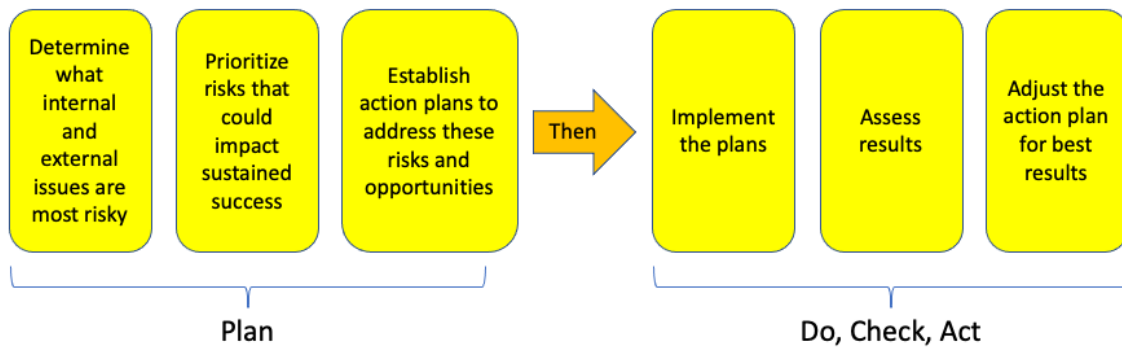 Determine
what
internal
and
external
issues are
most risky
Prioritize
risks that
could
impact
sustained
success
Establish
action plans to
address these
risks and
opportunities
Then
Implement
the plans
Assess
results
Adjust the
action plan
for best
results
Plan
Do, Check, Act